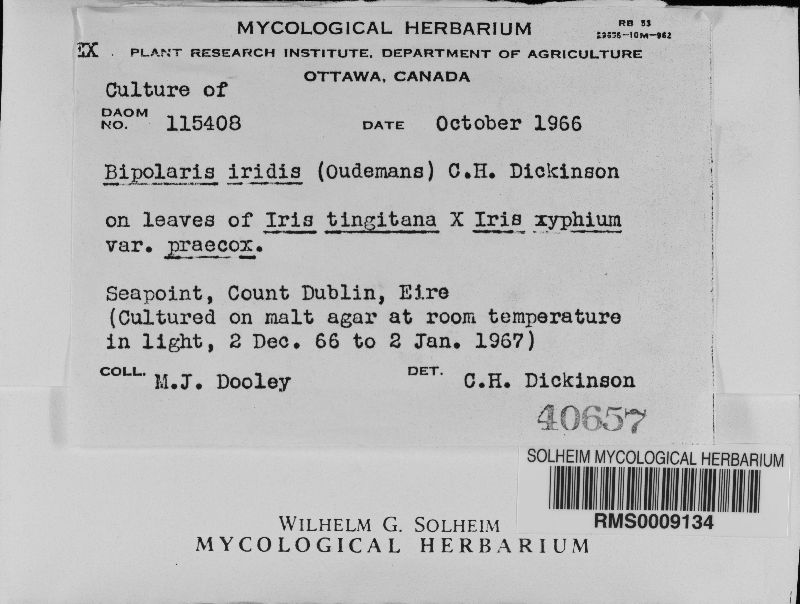 MYCOLOGICAL HERBARIUM
RB 53
EX. PLANT RESEARCH INSTITUTE, DEPARTMENT OF AGRICULTURE
OTTAWA, CANADA
Culture of
DAOM NO. 115408 DATE October 1966
Bipolaris iridis (Oudemans) C.H. Dickinson
on leaves of Iris tingitana X Iris xyphium
var. praecox.
Seapoint, Count Dublin, Eire
(Cultured on malt agar at room temperature
in light, 2 Dec. 66 to 2 Jan. 1967)
COLL. M.J. Dooley DET. C.H. Dickinson
40657
SOLHEIM MYCOLOGICAL HERBARIUM
RMS0009134
WILHELM G. SOLHEIM
MYCOLOGICAL HERBARIUM